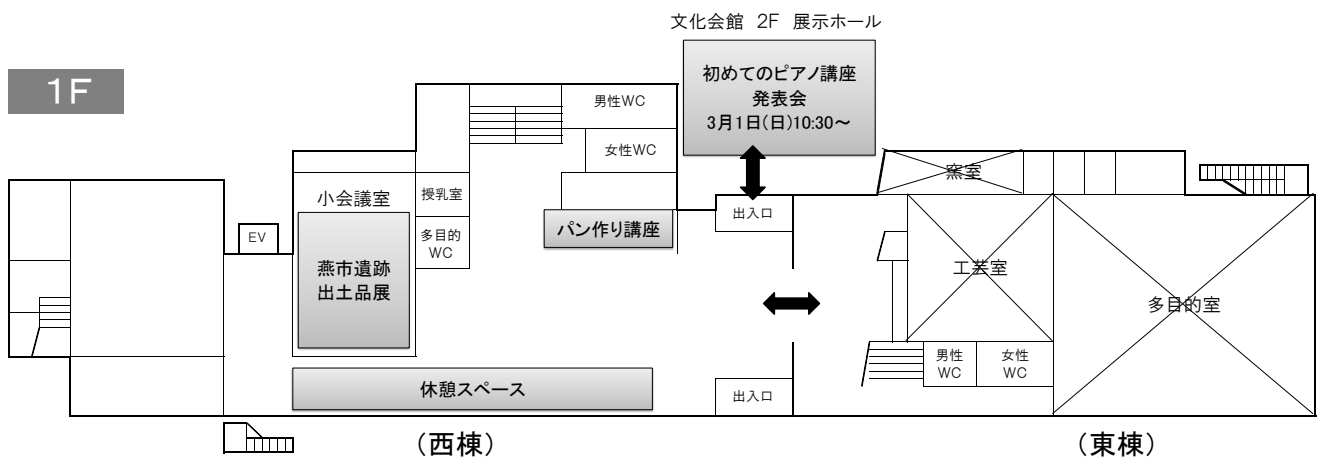 文化会館 2F 展示ホール
1F
初めてのピアノ講座
発表会
3月1日(日)10:30～
男性WC
女性WC
窯室
小会議室
授乳室
出入口
パン作り講座
EV
多目的
WC
燕市遺跡
出土品展
工芸室
多目的室
男性
WC
女性
WC
休憩スペース
出入口
(西棟)
(東棟)